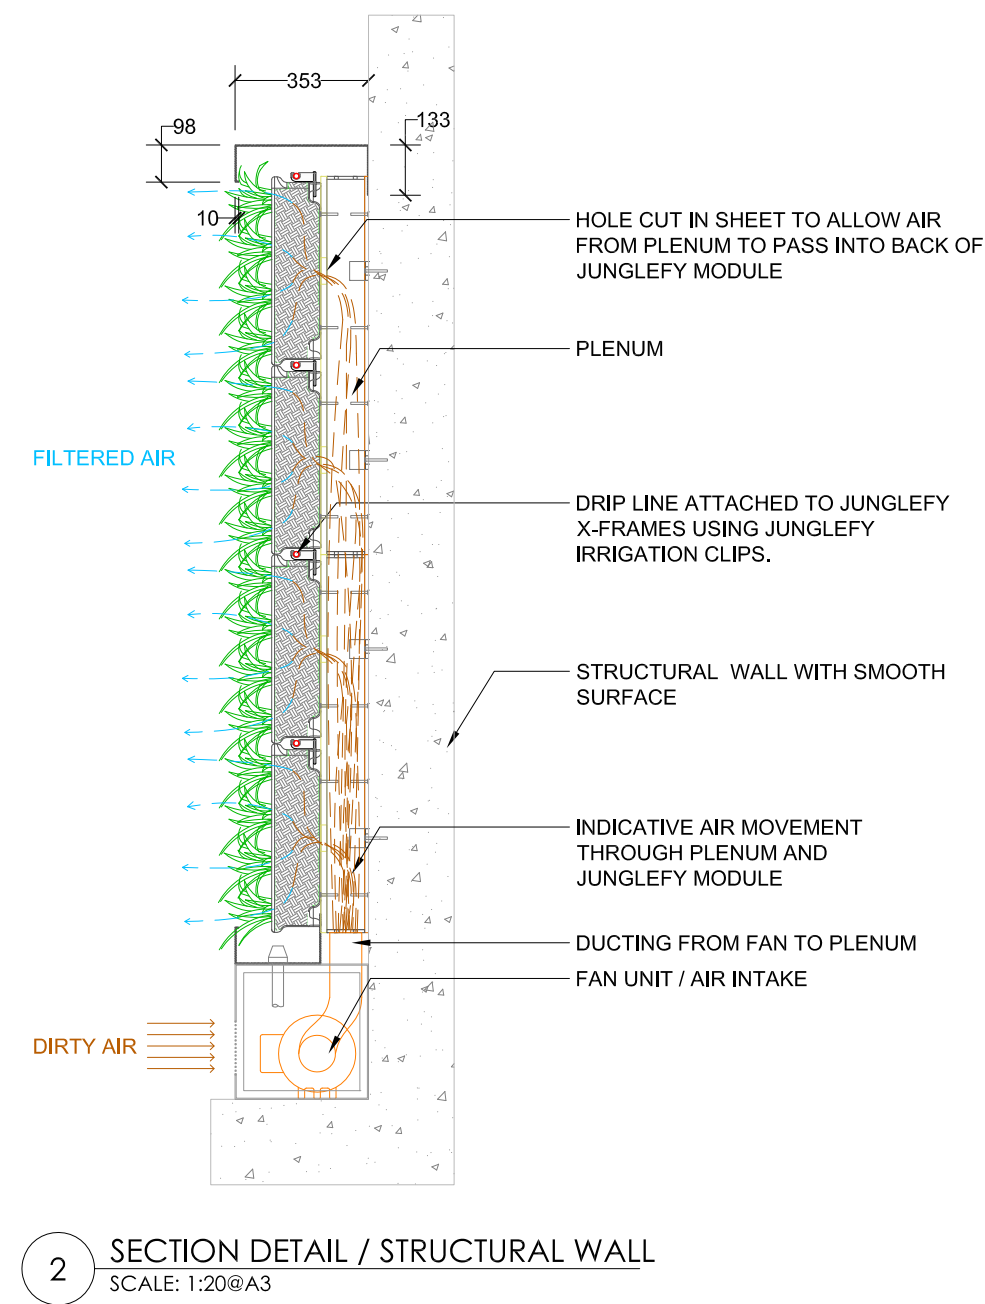 353
98
133
10
HOLE CUT IN SHEET TO ALLOW AIR
FROM PLENUM TO PASS INTO BACK OF
JUNGLEFY MODULE
PLENUM
FILTERED AIR
DRIP LINE ATTACHED TO JUNGLEFY
X-FRAMES USING JUNGLEFY
IRRIGATION CLIPS.
STRUCTURAL WALL WITH SMOOTH
SURFACE
INDICATIVE AIR MOVEMENT
THROUGH PLENUM AND
JUNGLEFY MODULE
DUCTING FROM FAN TO PLENUM
FAN UNIT / AIR INTAKE
DIRTY AIR
2
SECTION DETAIL / STRUCTURAL WALL
SCALE: 1:20@A3